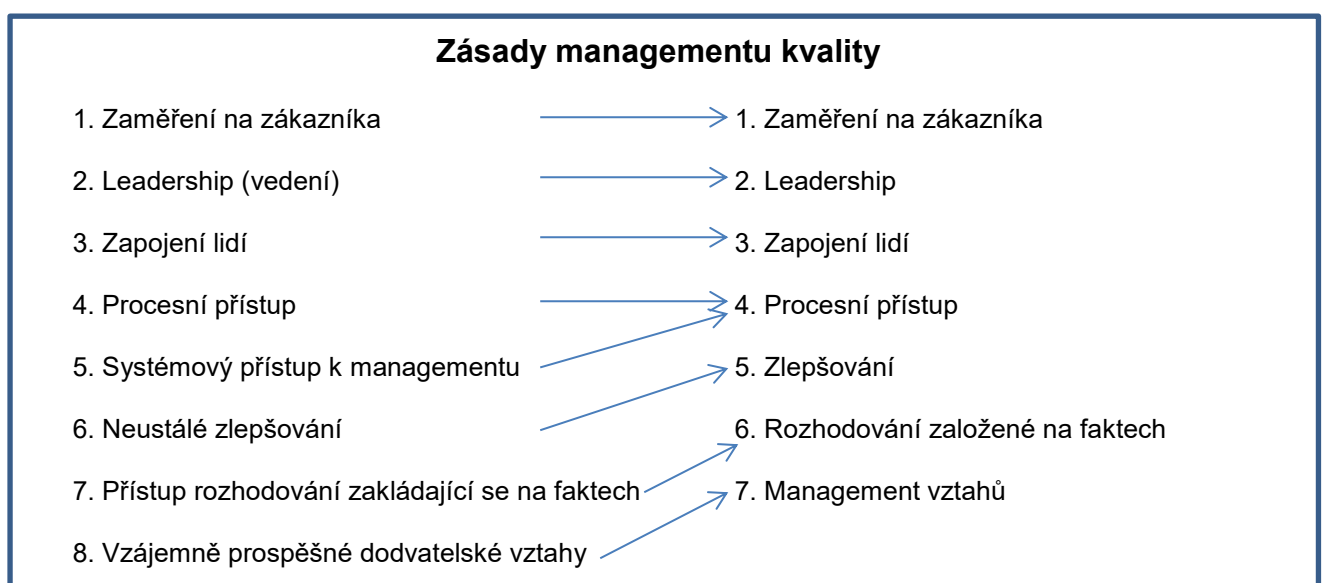 Zásady managementu kvality
1. Zaměření na zákazníka 1. Zaměření na zákazníka
2. Leadership (vedení) 2. Leadership
3. Zapojení lidí 3. Zapojení lidí
4. Procesní přístup 4. Procesní přístup
5. Systémový přístup k managementu 5. Zlepšování
6. Neustálé zlepšování 6. Rozhodování založené na faktech
7. Přístup rozhodování zakládající se na faktech 7. Management vztahů
8. Vzájemně prospěšné dodvatelské vztahy